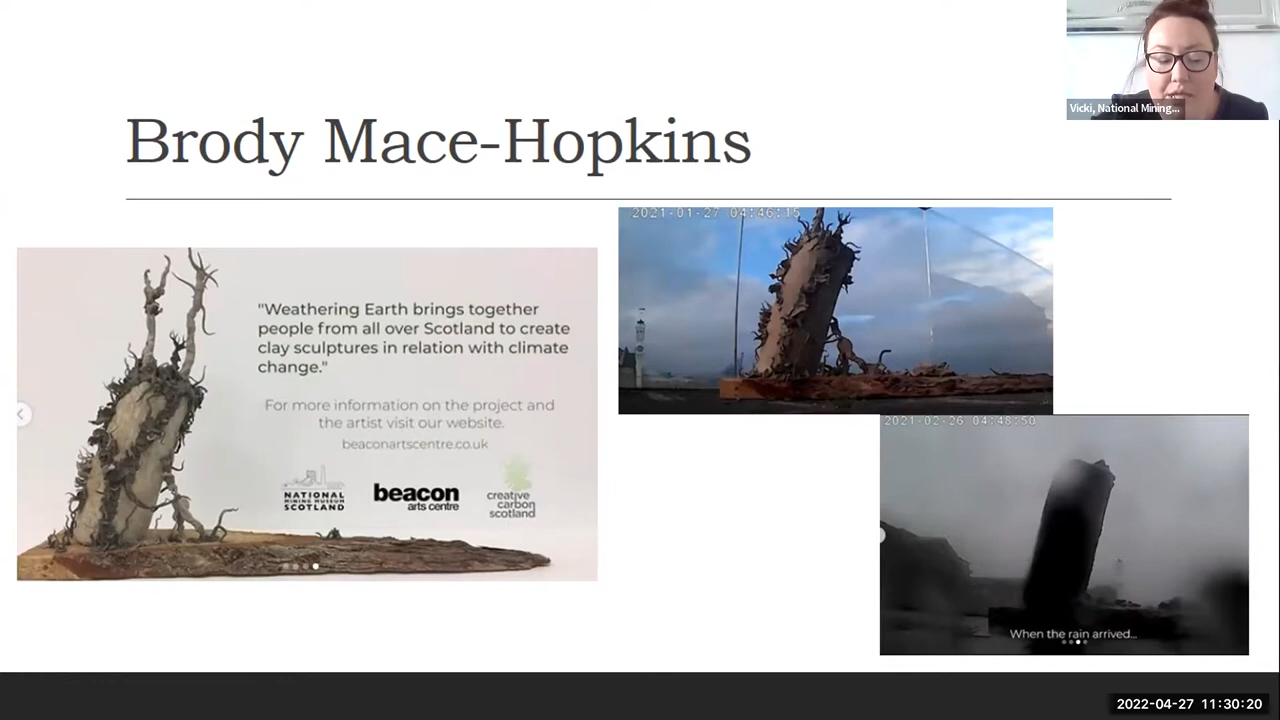 Vicki, National Mining...
Brody Mace-Hopkins
2021-01-27 04:46:15
"Weathering Earth brings together
people from all over Scotland to create
clay sculptures in relation with climate
change."
For more information on the project and
the artist visit our website.
beaconartscentre.co.uk
NATIONAL
MINING MUSEUM
SCOTLAND
beacon
arts centre
creative
carbon
scotland
2021-02-26 04:48:50
When the rain arrived...
2022-04-27 11:30:20